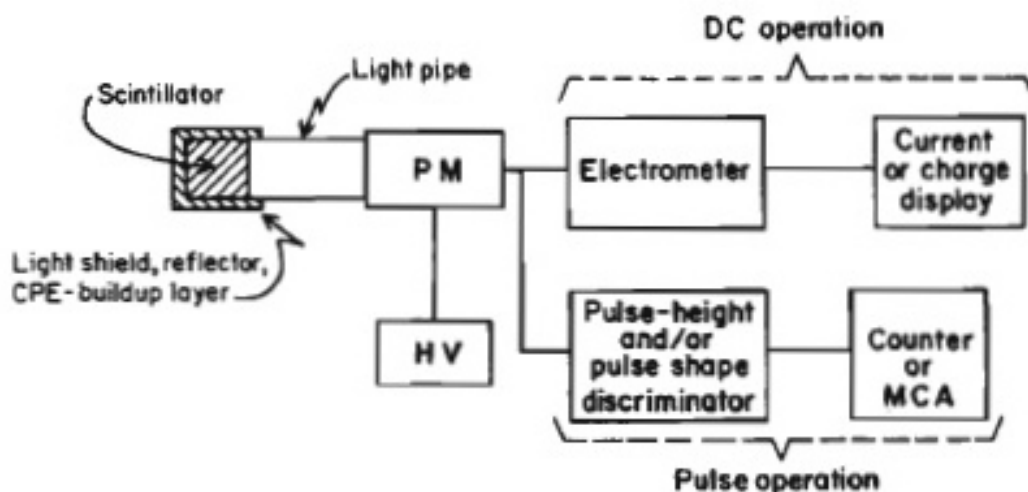 DC operation
Light pipe
Scintillator
PM
Electrometer
Current
or charge
display
Light shield, reflector,
CPE-buildup layer
HV
Pulse-height
and/or
pulse shape
discriminator
Counter
or
MCA
Pulse operation